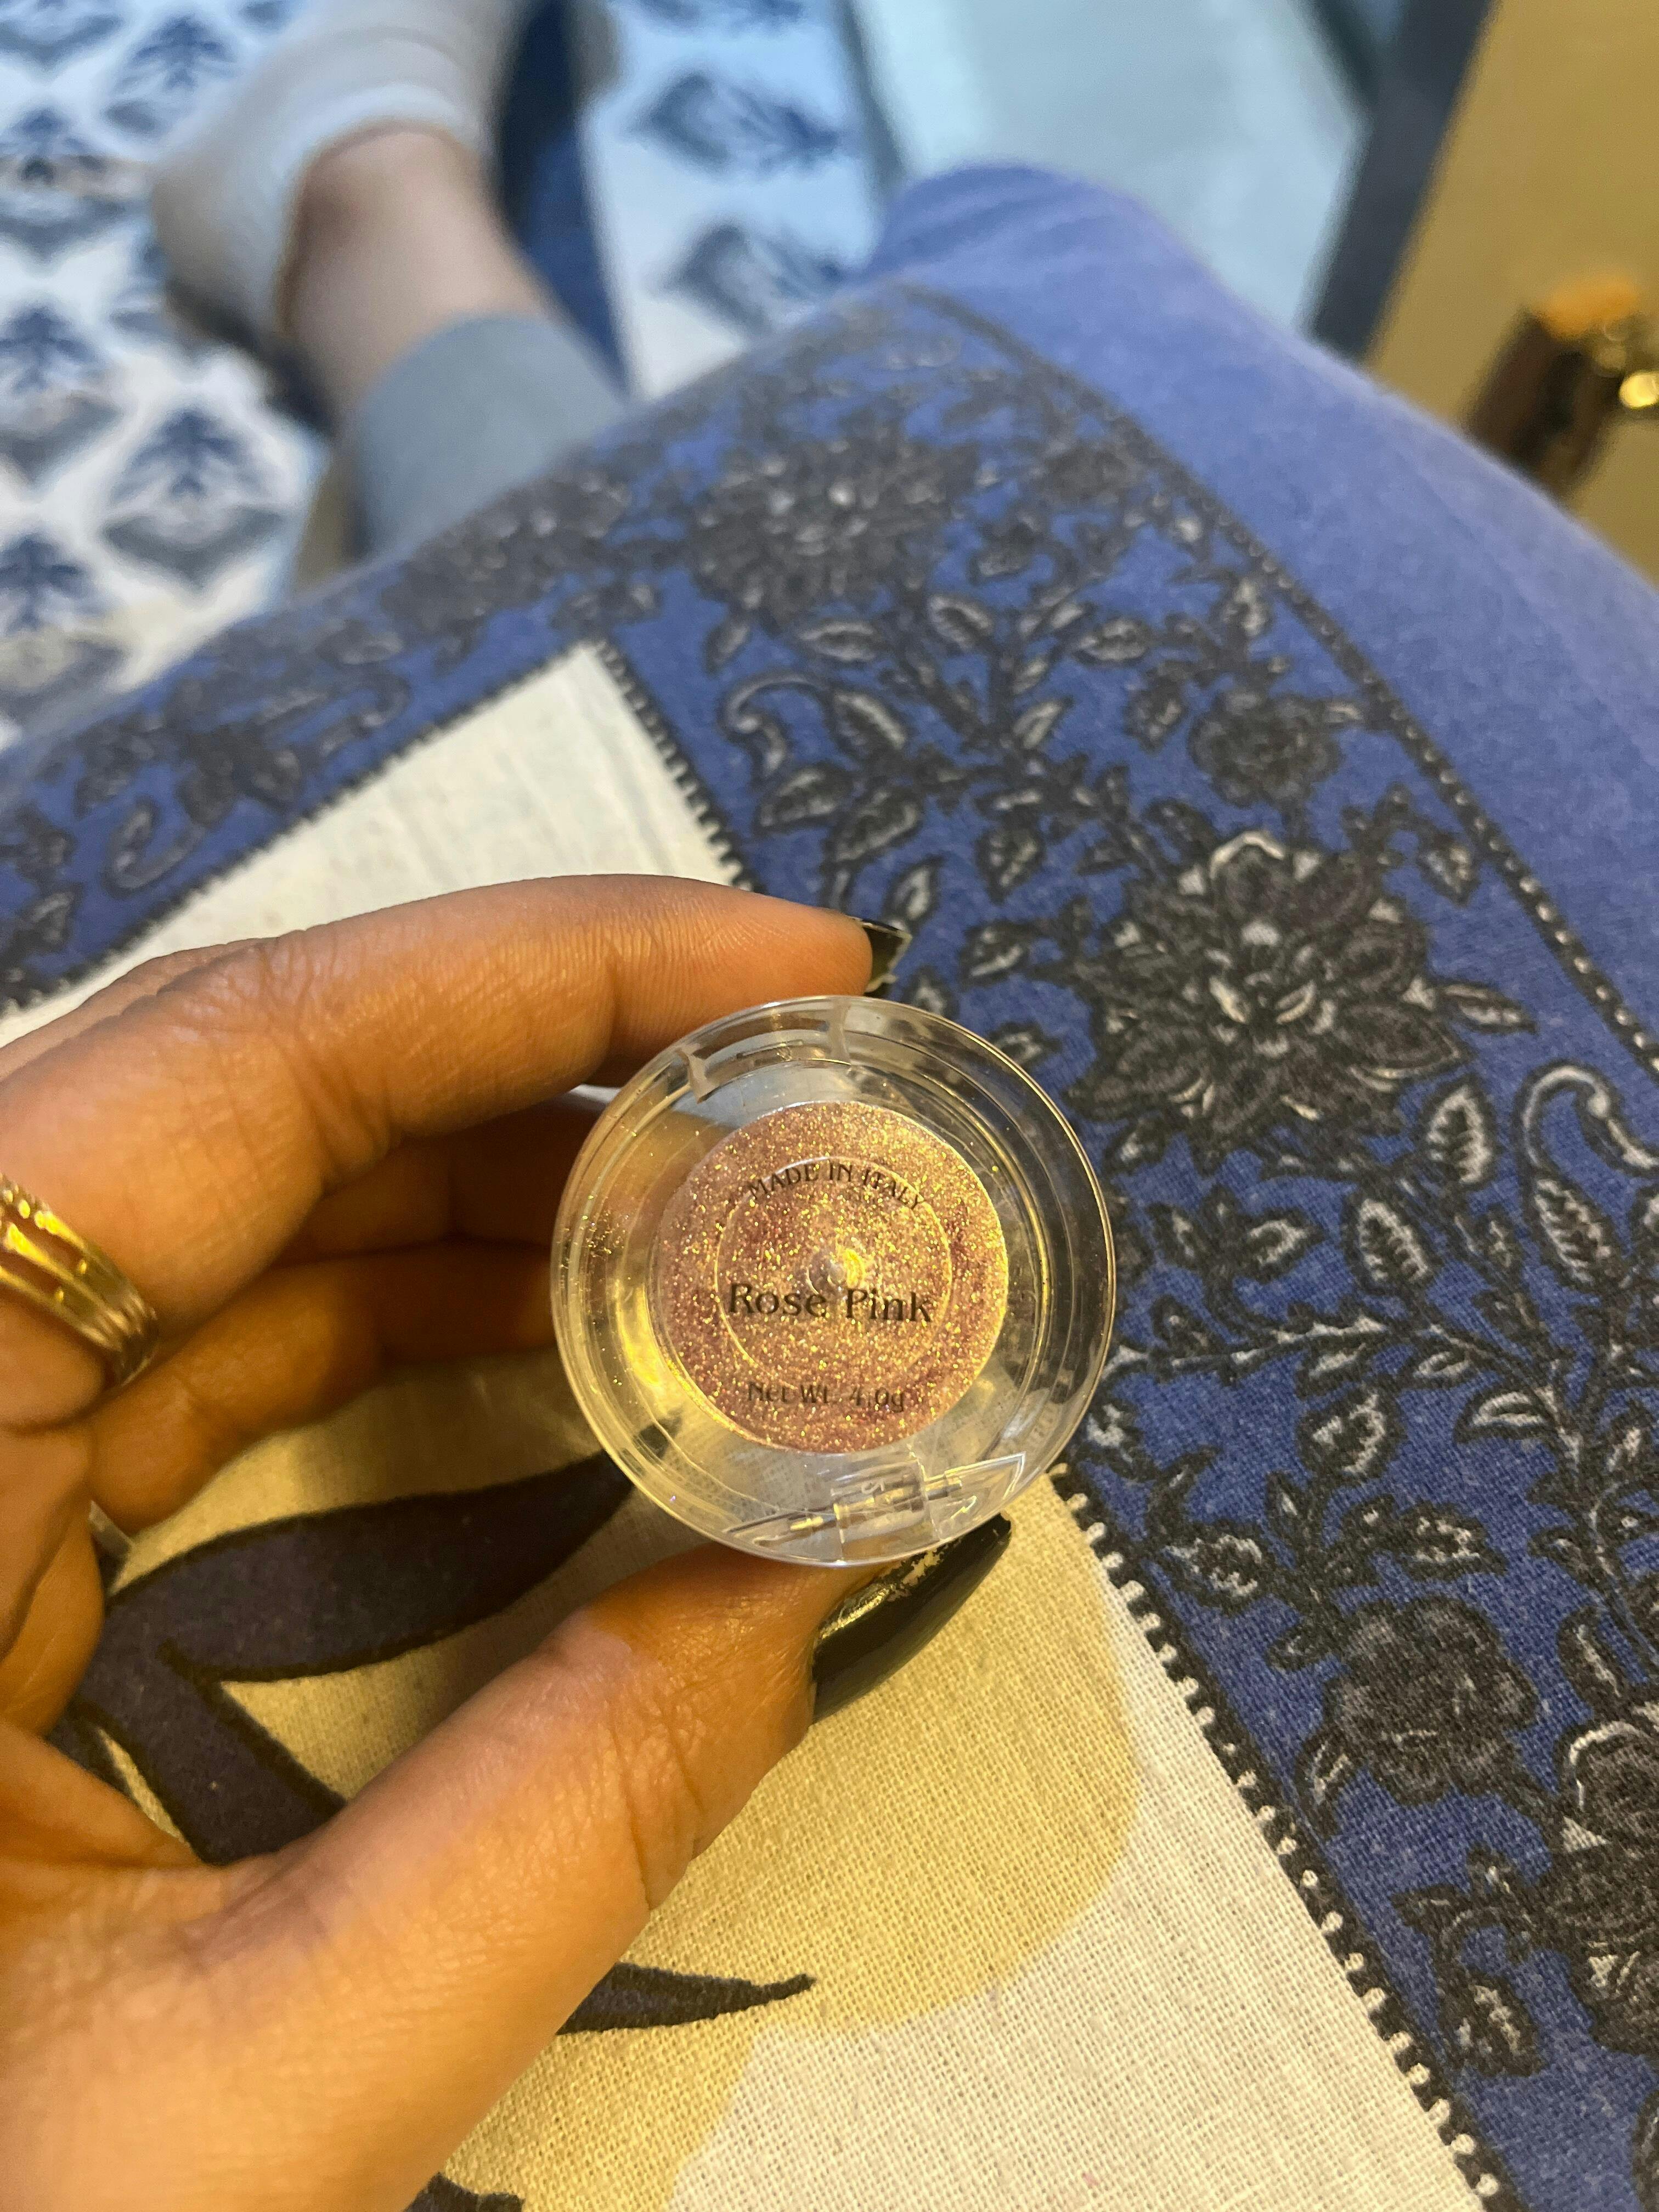 MADE IN ITALY
Rose Pink
Net Wt. 4.0g